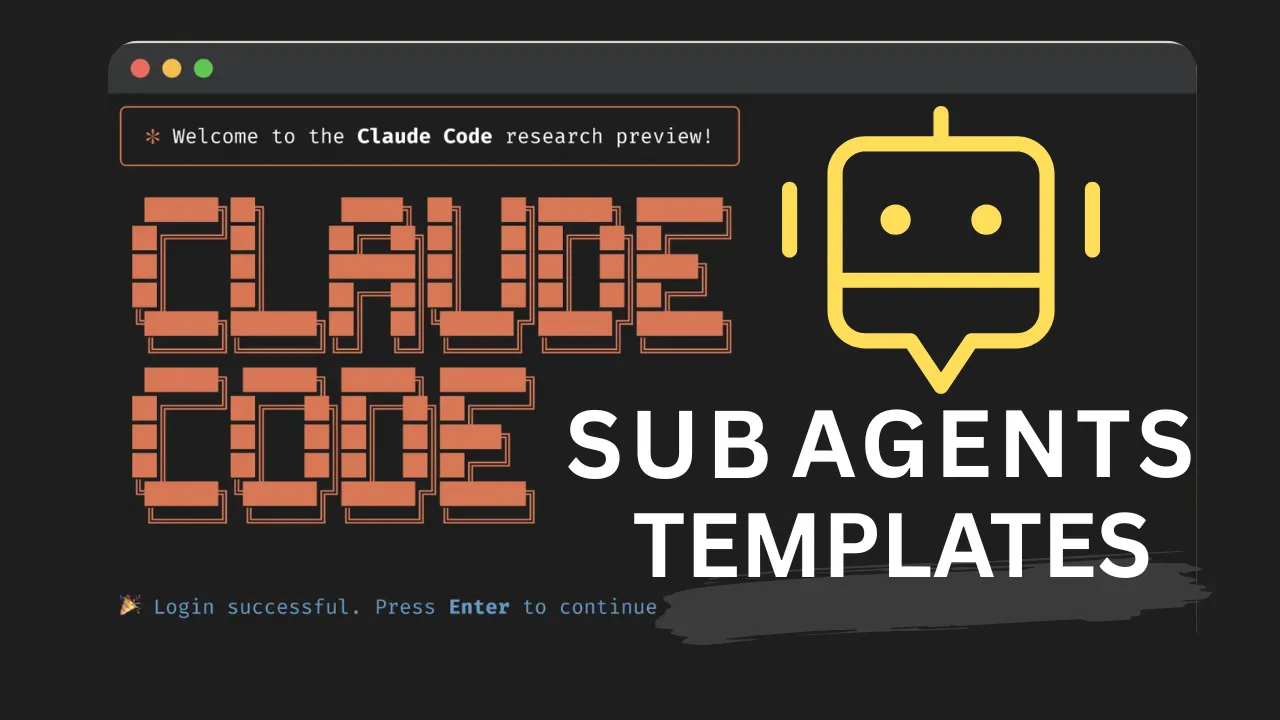 ✻ Welcome to the Claude Code research preview!
CLAUDE
CODE
SUB AGENTS
TEMPLATES
🎉 Login successful. Press Enter to continue